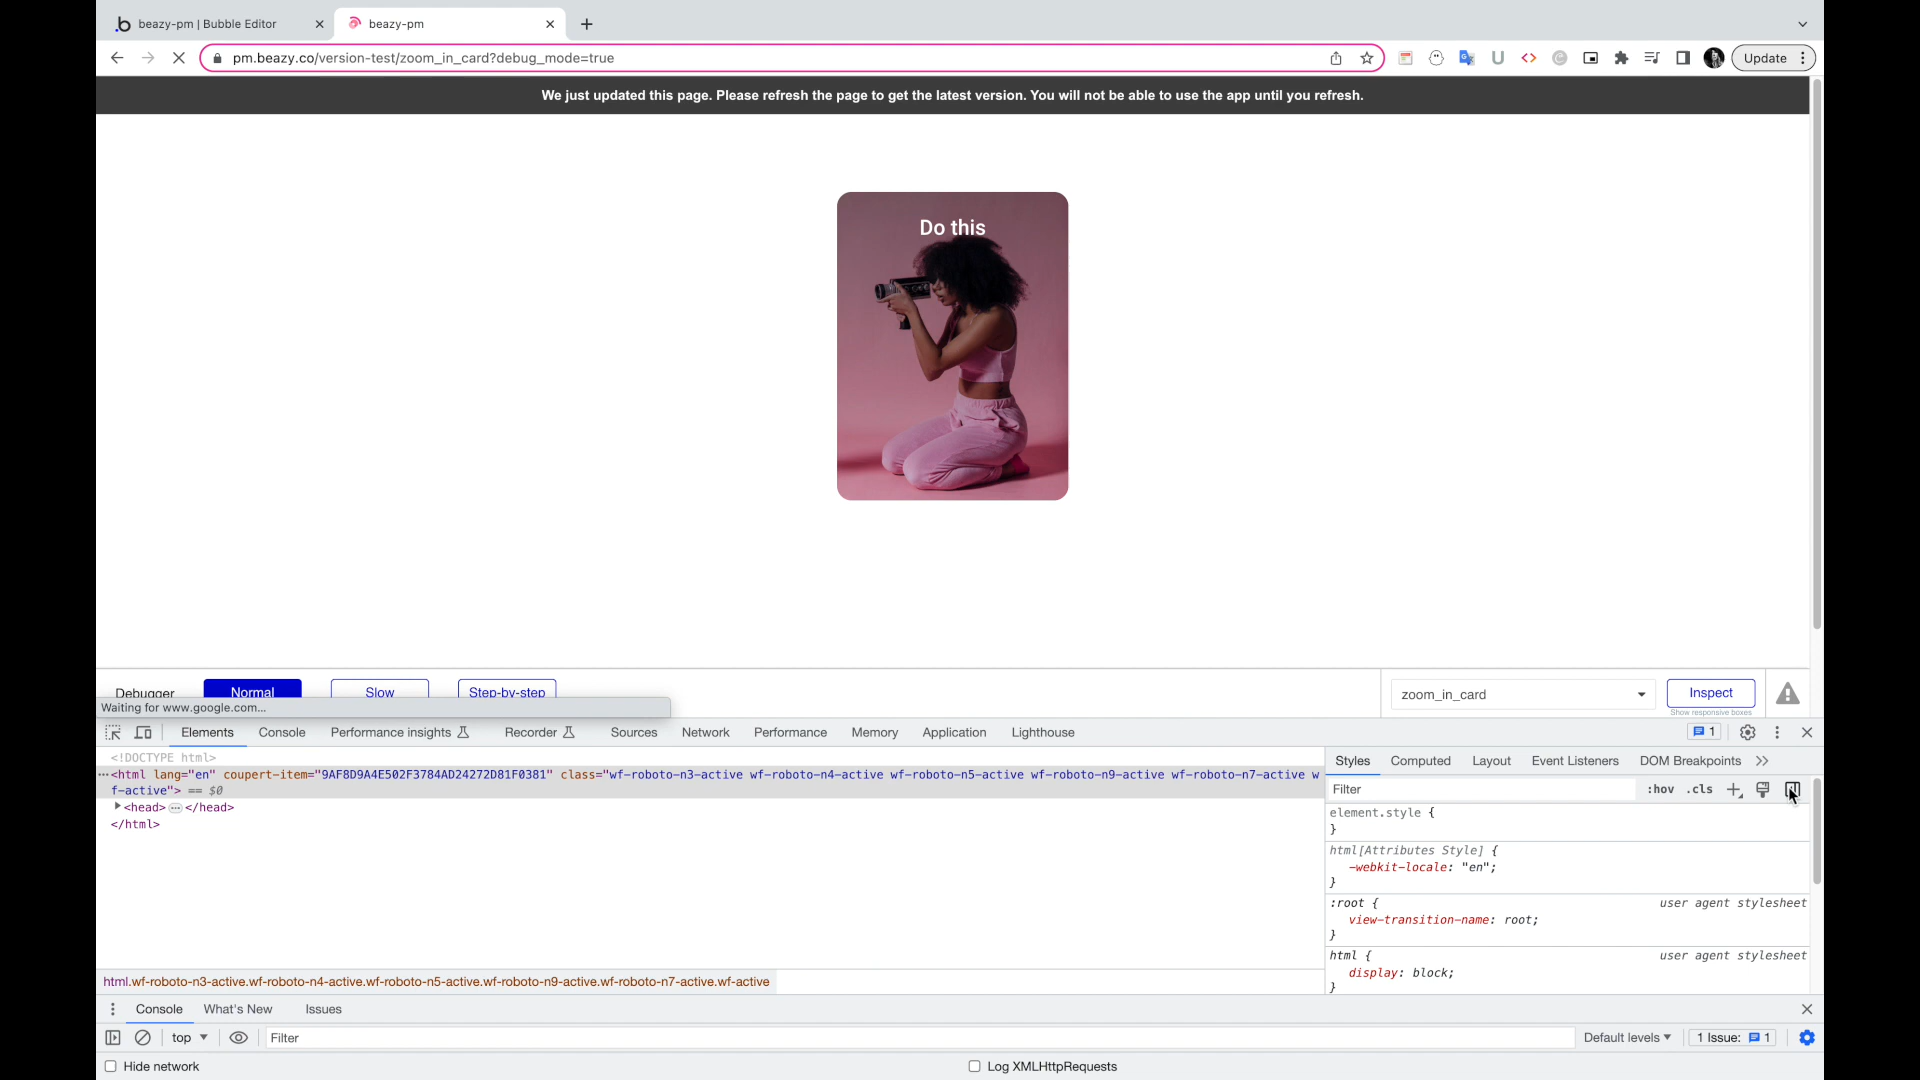 beazy-pm | Bubble Editor
beazy-pm
pm.beazy.co/version-test/zoom_in_card?debug_mode=true
Update
We just updated this page. Please refresh the page to get the latest version. You will not be able to use the app until you refresh.
Do this
Debugger Normal Slow Step-by-step zoom_in_card Inspect
Show responsive boxes
Waiting for www.google.com...
Elements Console Performance insights Recorder Sources Network Performance Memory Application Lighthouse 1
<!DOCTYPE html>
<html lang="en" coupert-item="9AF8D9A4E502F3784AD24272D81F0381" class="wf-roboto-n3-active wf-roboto-n4-active wf-roboto-n5-active wf-roboto-n9-active wf-roboto-n7-active w
f-active"> == $0
<head> … </head>
</html>
html.wf-roboto-n3-active.wf-roboto-n4-active.wf-roboto-n5-active.wf-roboto-n9-active.wf-roboto-n7-active.wf-active
Styles Computed Layout Event Listeners DOM Breakpoints
Filter :hov .cls
element.style {
}
html[Attributes Style] {
-webkit-locale: "en";
}
:root { user agent stylesheet
view-transition-name: root;
}
html { user agent stylesheet
display: block;
}
Console What's New Issues
top Filter Default levels 1 Issue: 1
Hide network Log XMLHttpRequests